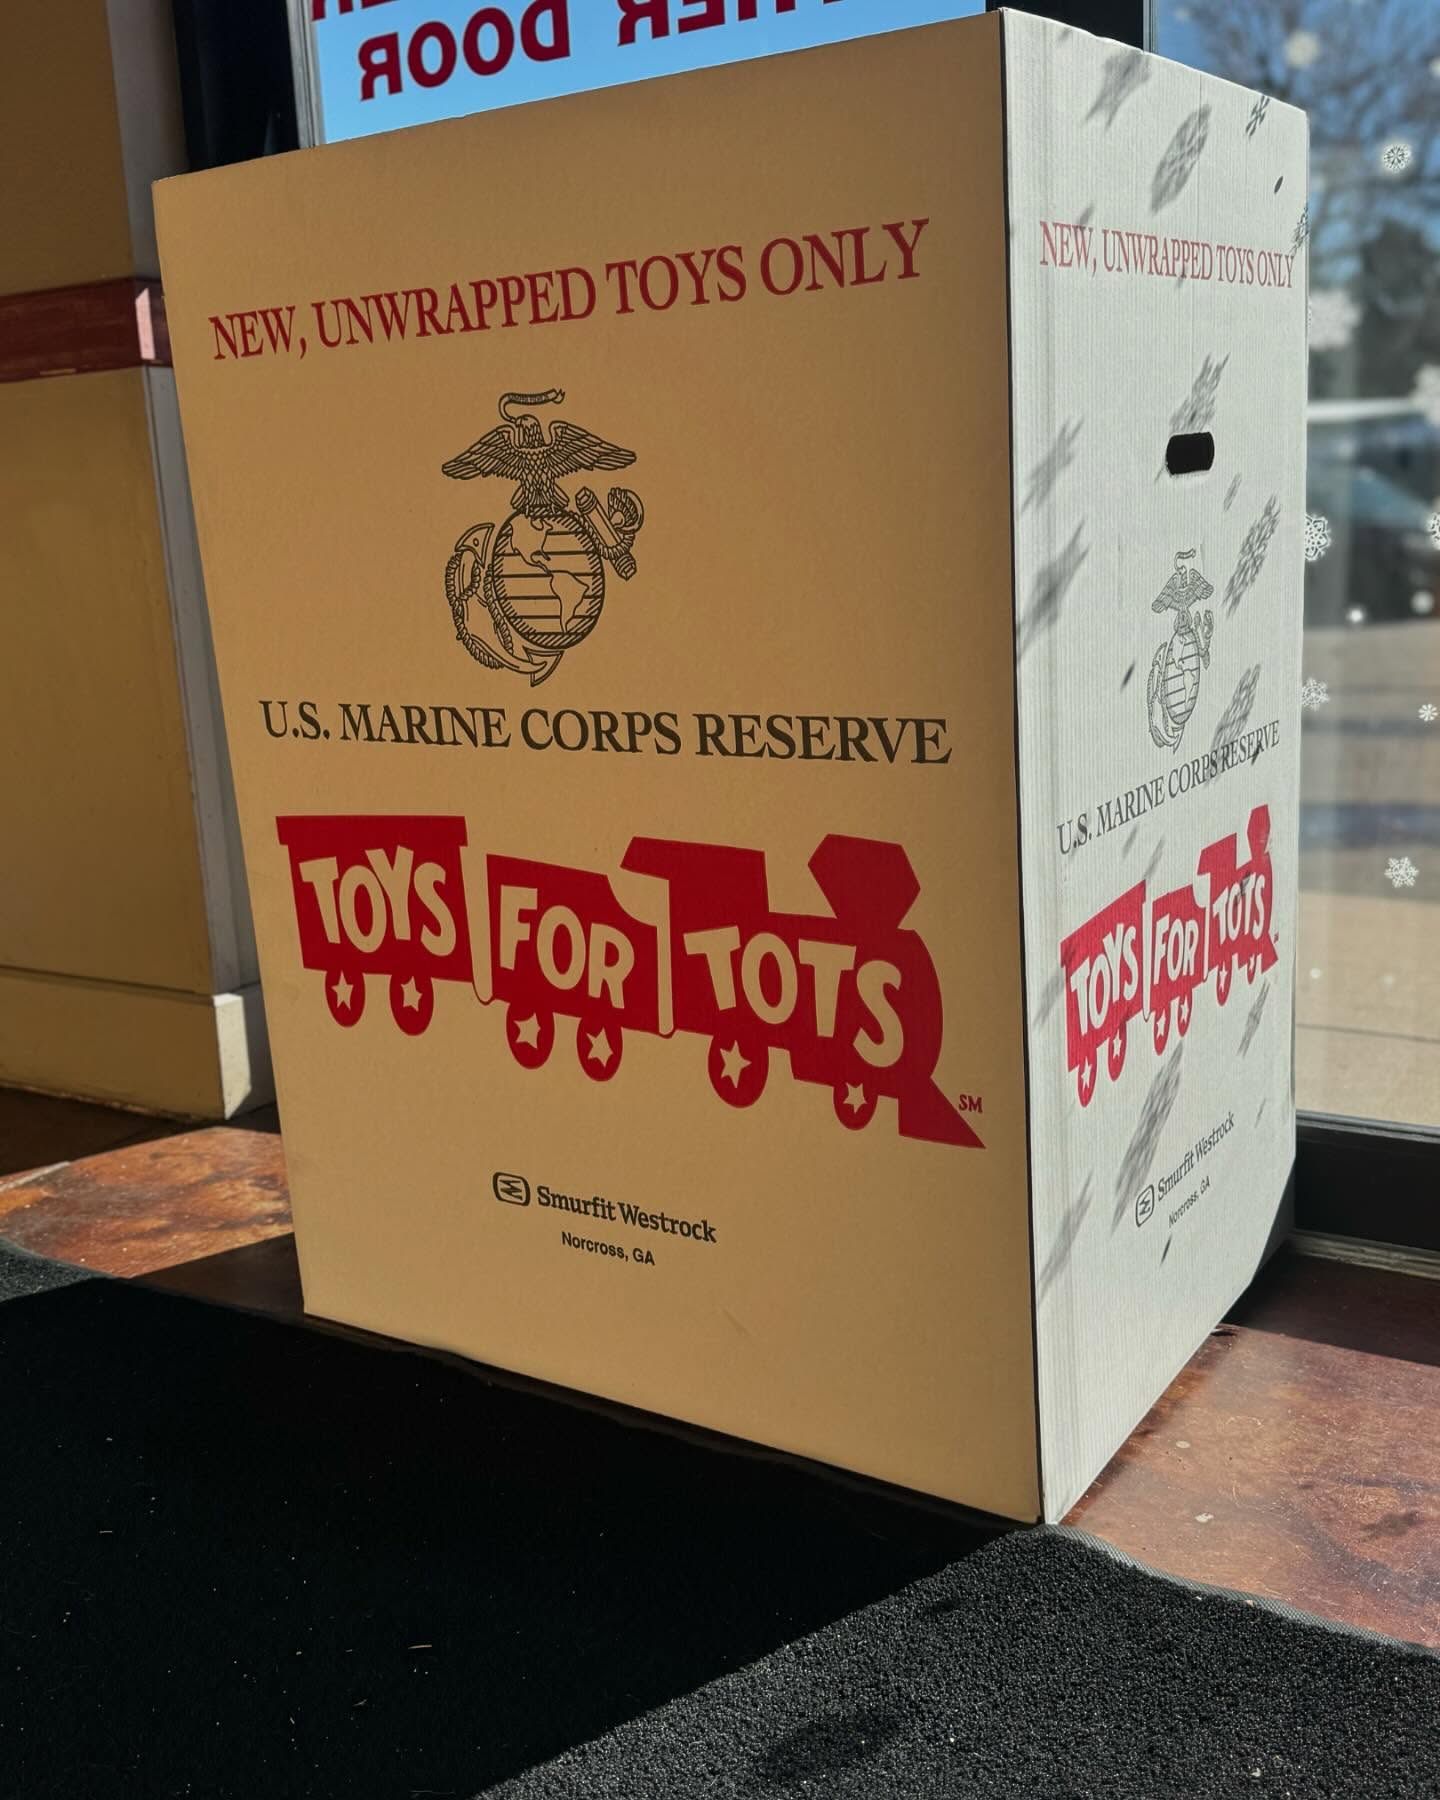 DOOR
NEW, UNWRAPPED TOYS ONLY
U.S. MARINE CORPS RESERVE
TOYS FOR TOTS
SM
Smurfit Westrock
Norcross, GA
NEW, UNWRAPPED TOYS ONLY
U.S. MARINE CORPS RESERVE
TOYS FOR TOTS
Smurfit Westrock
Norcross, GA